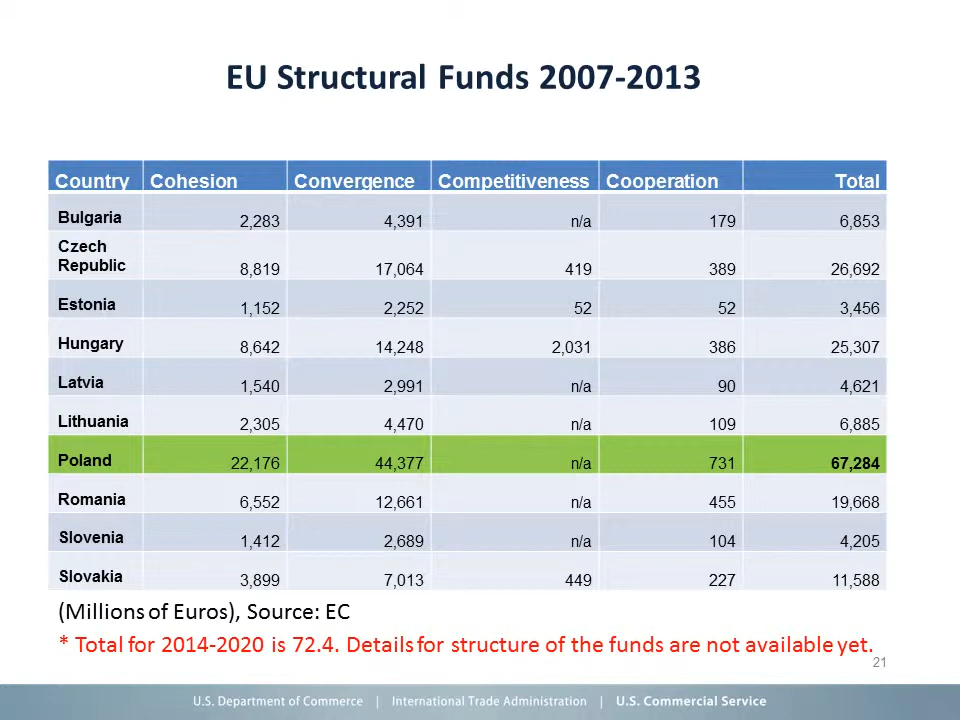 EU Structural Funds 2007-2013
Country Cohesion Convergence Competitiveness Cooperation Total
Bulgaria 2,283 4,391 n/a 179 6,853
Czech
Republic 8,819 17,064 419 389 26,692
Estonia 1,152 2,252 52 52 3,456
Hungary 8,642 14,248 2,031 386 25,307
Latvia 1,540 2,991 n/a 90 4,621
Lithuania 2,305 4,470 n/a 109 6,885
Poland 22,176 44,377 n/a 731 67,284
Romania 6,552 12,661 n/a 455 19,668
Slovenia 1,412 2,689 n/a 104 4,205
Slovakia 3,899 7,013 449 227 11,588
(Millions of Euros), Source: EC
* Total for 2014-2020 is 72.4. Details for structure of the funds are not available yet.
21
U.S. Department of Commerce | International Trade Administration | U.S. Commercial Service